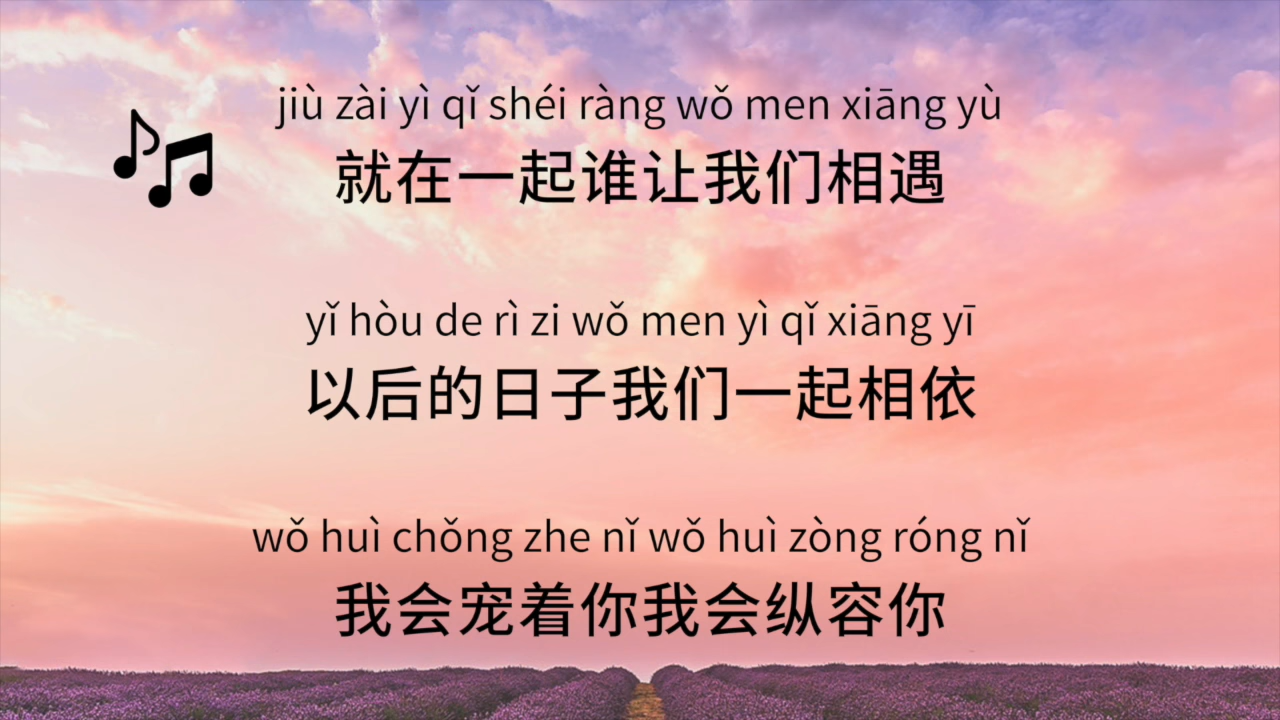 jiù zài yì qǐ shéi ràng wǒ men xiāng yù
就在一起谁让我们相遇
yǐ hòu de rì zi wǒ men yì qǐ xiāng yī
以后的日子我们一起相依
wǒ huì chǒng zhe nǐ wǒ huì zòng róng nǐ
我会宠着你我会纵容你